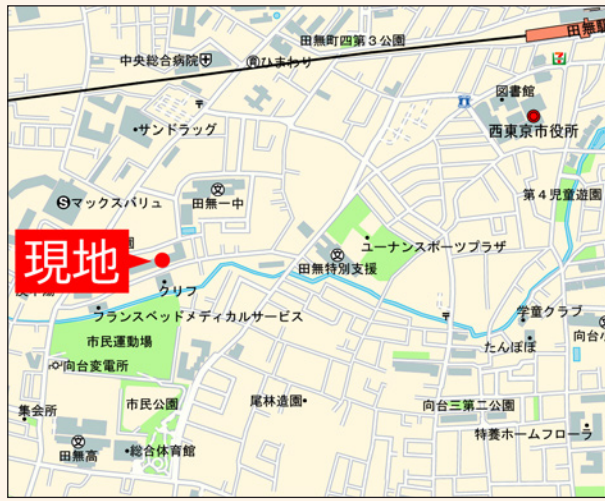 田無町四第3公園
田無駅
中央総合病院
ひまわり
図書館
サンドラッグ
西東京市役所
S マックスバリュ
田無一中
第4児童遊園
ユーナンスポーツプラザ
現地
園
田無特別支援
クリフ
フランスベッドメディカルサービス
学童クラブ
市民運動場
たんぽぽ
向台小
向台変電所
市民公園
尾林造園
向台三第二公園
集会所
特養ホームフローラ
田無高
総合体育館